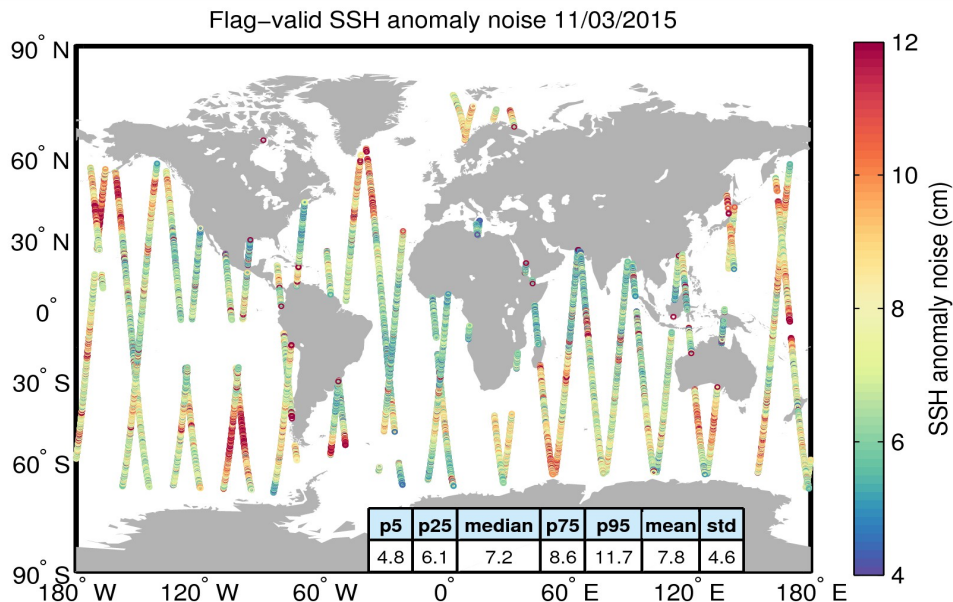 Flag−valid SSH anomaly noise 11/03/2015
90° N
60° N
30° N
0°
30° S
60° S
90° S
180° W
120° W
60° W
0°
60° E
120° E
180° E
p5 p25 median p75 p95 mean std
4.8 6.1 7.2 8.6 11.7 7.8 4.6
12
10
8
6
4
SSH anomaly noise (cm)